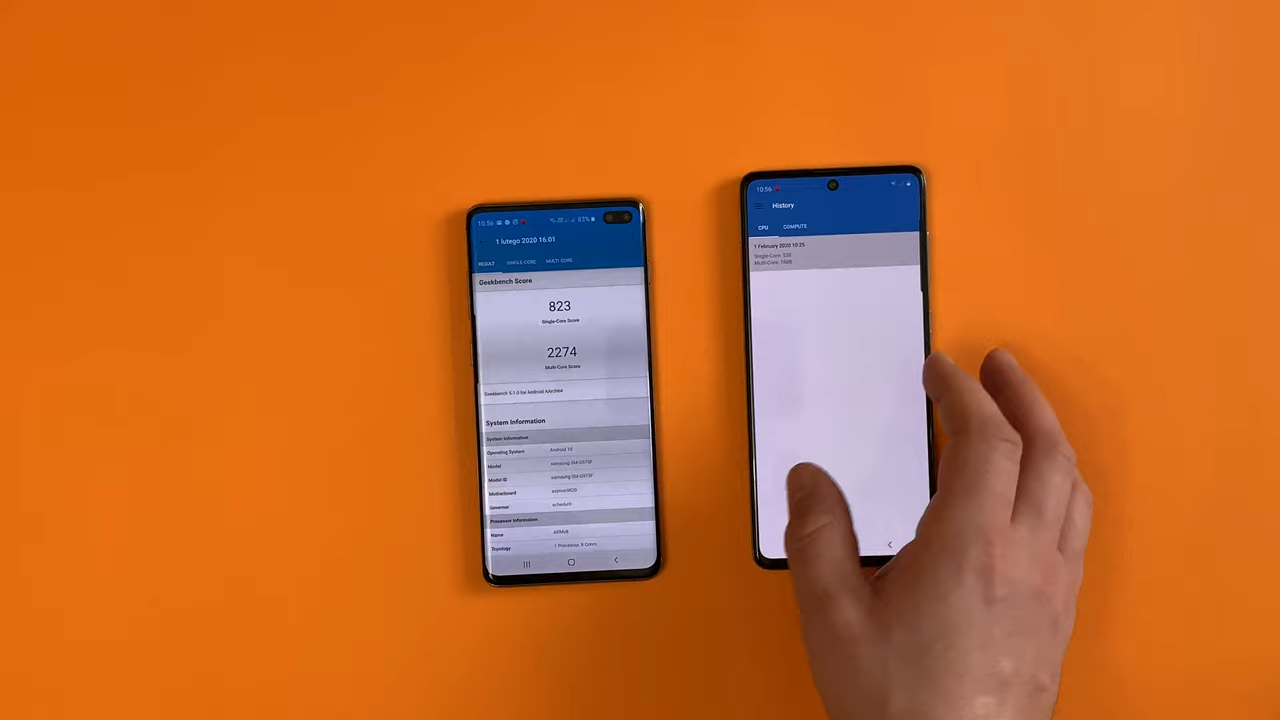 10:56
83%
1 lutego 2020 16:01
RESULT SINGLE-CORE MULTI-CORE
Geekbench Score
823
Single-Core Score
2274
Multi-Core Score
Geekbench 5.1.0 for Android AArch64
System Information
System Information
Operating System Android 10
Model samsung SM-G975F
Model ID samsung SM-G975F
Motherboard exynos9820
Governor schedutil
Processor Information
Name ARMv8
Topology 1 Processor, 8 Cores
10:56
History
CPU COMPUTE
1 February 2020 10:25
Single-Core:
Multi-Core: